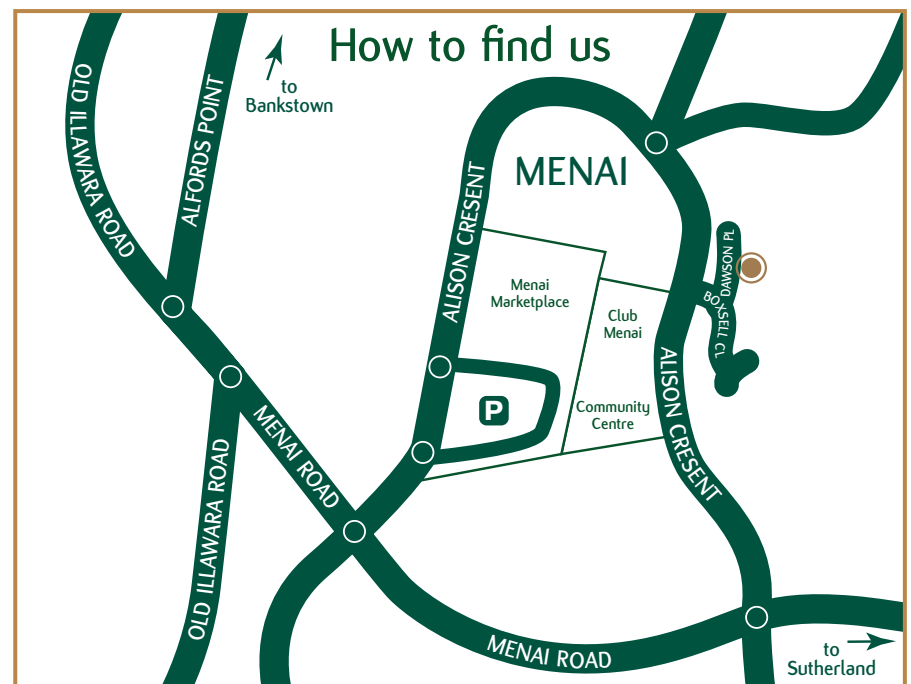 How to find us
to
Bankstown
OLD ILLAWARA ROAD
ALFORDS POINT
MENAI
ALISON CRESENT
DAWSON PL
BOXSELL CL
Menai
Marketplace
Club
Menai
ALISON CRESENT
P
Community
Centre
MENAI ROAD
OLD ILLAWARA ROAD
MENAI ROAD
to
Sutherland